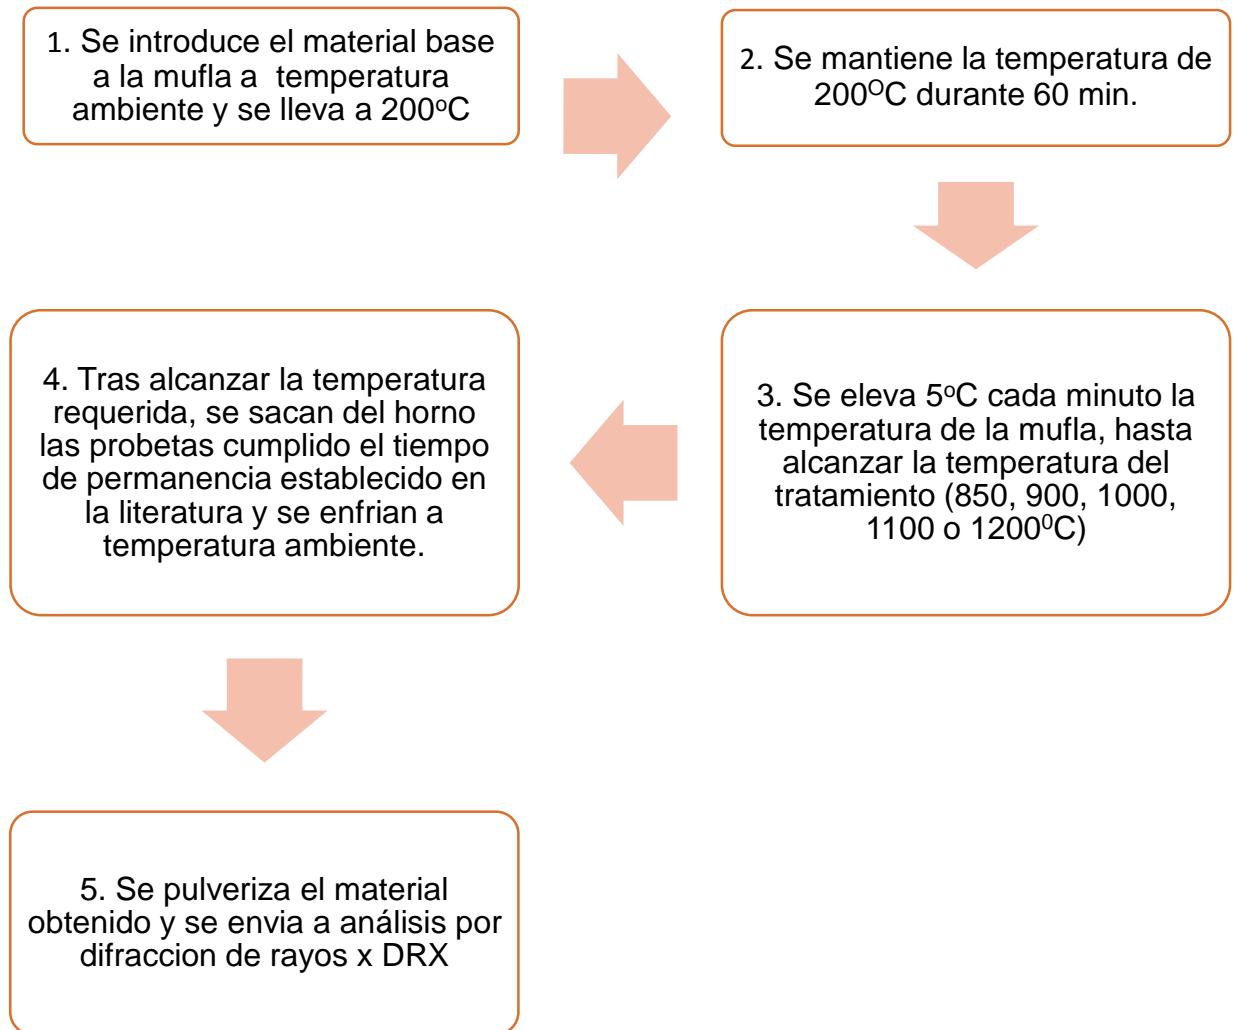 1. Se introduce el material base
a la mufla a temperatura
ambiente y se lleva a 200ºC
2. Se mantiene la temperatura de
200ᴼC durante 60 min.
3. Se eleva 5ºC cada minuto la
temperatura de la mufla, hasta
alcanzar la temperatura del
tratamiento (850, 900, 1000,
1100 o 1200⁰C)
4. Tras alcanzar la temperatura
requerida, se sacan del horno
las probetas cumplido el tiempo
de permanencia establecido en
la literatura y se enfrian a
temperatura ambiente.
5. Se pulveriza el material
obtenido y se envia a análisis por
difraccion de rayos x DRX